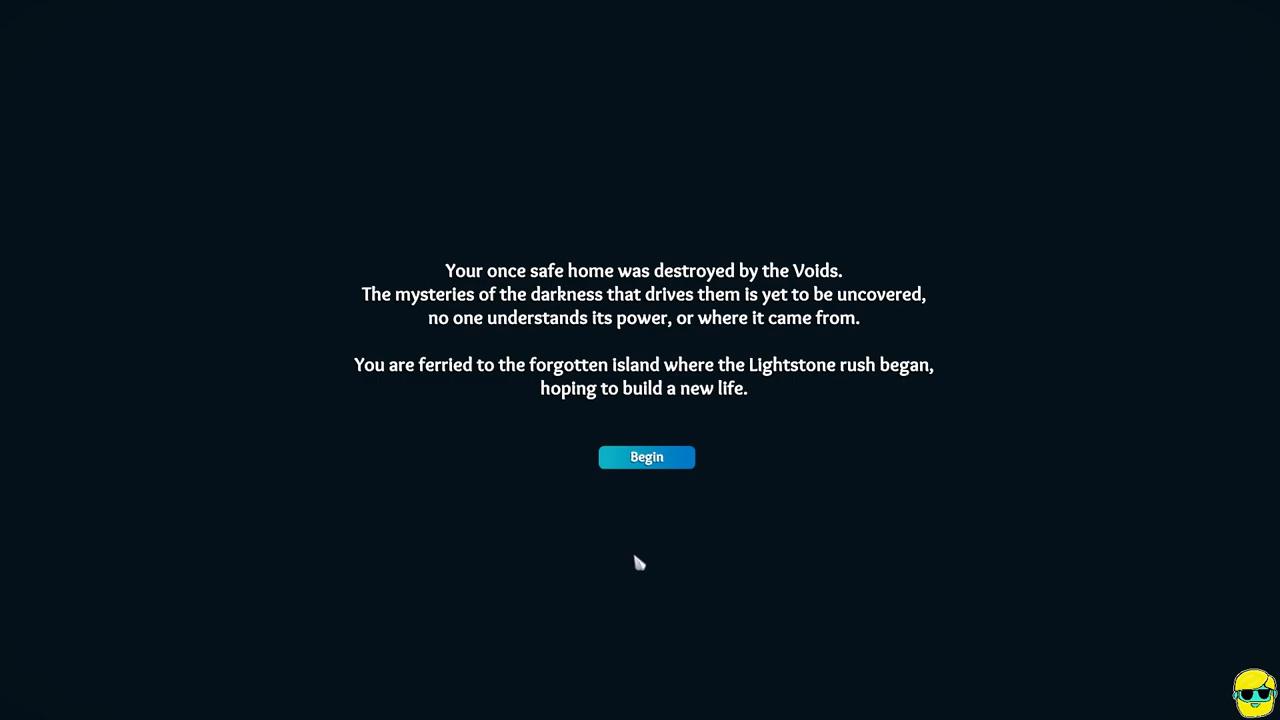 Your once safe home was destroyed by the Voids.
The mysteries of the darkness that drives them is yet to be uncovered,
no one understands its power, or where it came from.
You are ferried to the forgotten island where the Lightstone rush began,
hoping to build a new life.
Begin